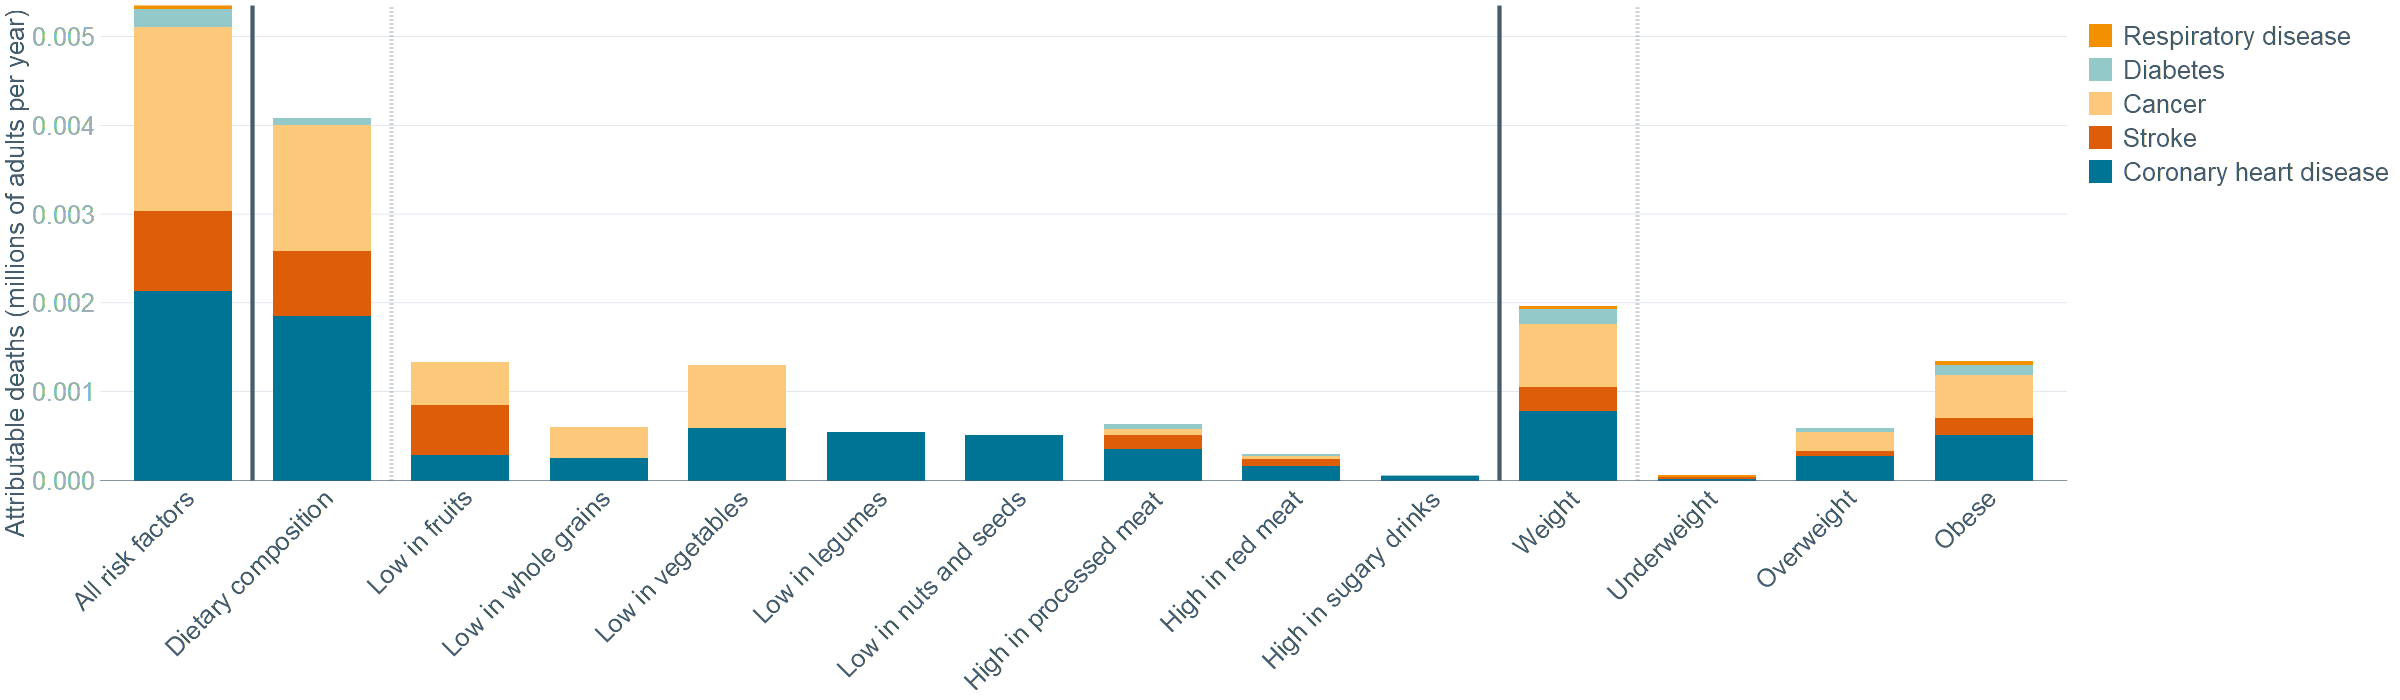 Attributable deaths (millions of adults per year)
0.005
0.004
0.003
0.002
0.001
0.000
All risk factors
Dietary composition
Low in fruits
Low in whole grains
Low in vegetables
Low in legumes
Low in nuts and seeds
High in processed meat
High in red meat
High in sugary drinks
Weight
Underweight
Overweight
Obese
Respiratory disease
Diabetes
Cancer
Stroke
Coronary heart disease